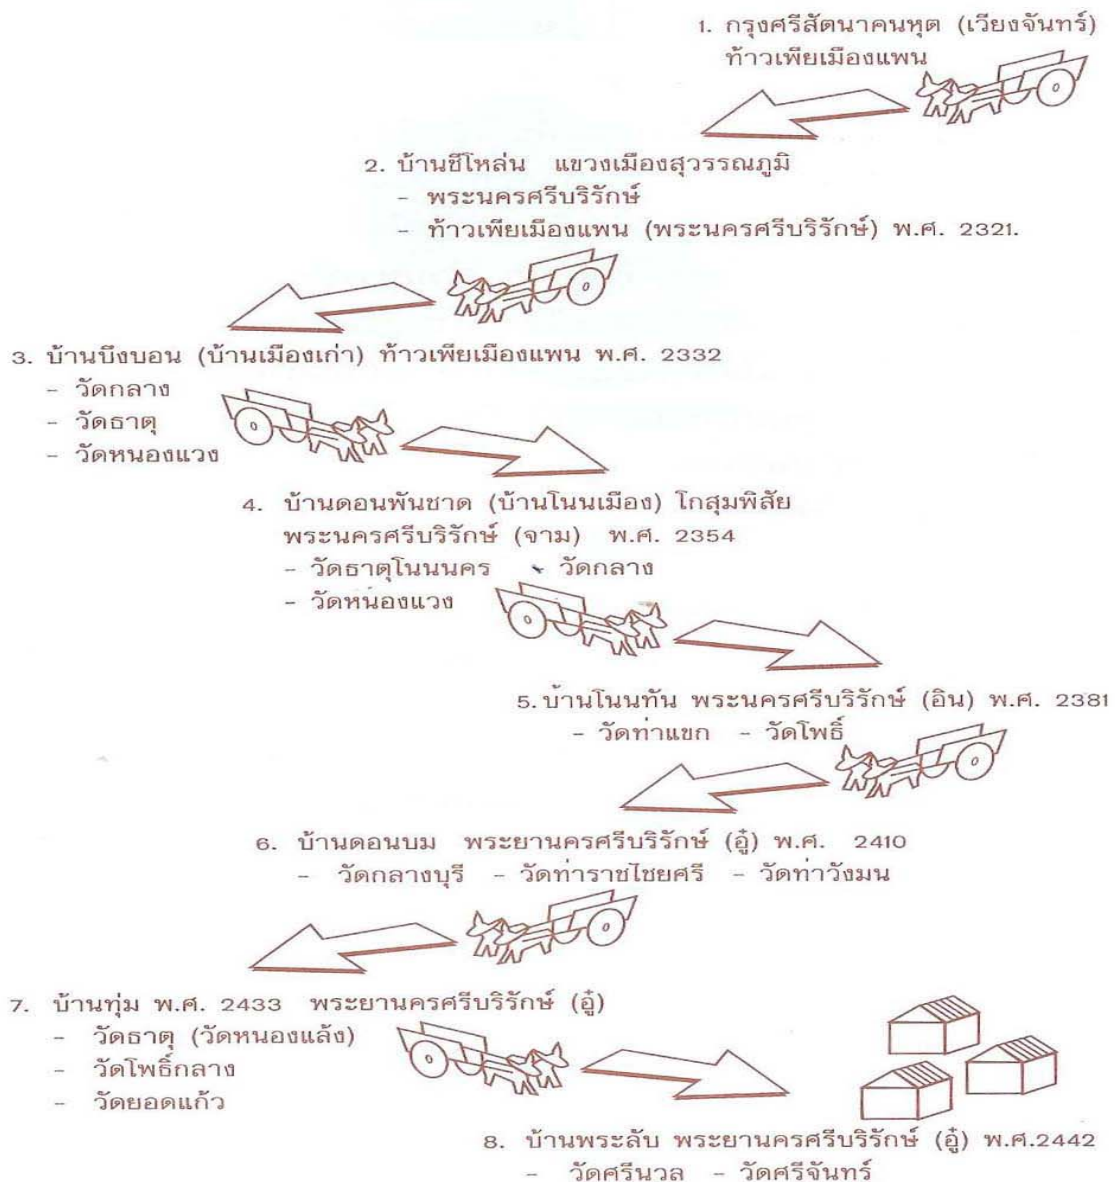 1. กรุงศรีสัตนาคนหุต (เวียงจันทร์)
ท้าวเพียเมืองแพน
2. บ้านชีโหล่น แขวงเมืองสุวรรณภูมิ
- พระนครศรีบริรักษ์
- ท้าวเพียเมืองแพน (พระนครศรีบริรักษ์) พ.ศ. 2321.
3. บ้านบึงบอน (บ้านเมืองเก่า) ท้าวเพียเมืองแพน พ.ศ. 2332
- วัดกลาง
- วัดธาตุ
- วัดหนองแวง
4. บ้านดอนพันชาด (บ้านโนนเมือง) โกสุมพิสัย
พระนครศรีบริรักษ์ (จาม) พ.ศ. 2354
- วัดธาตุโนนนคร - วัดกลาง
- วัดหนองแวง
5. บ้านโนนทัน พระนครศรีบริรักษ์ (อิน) พ.ศ. 2381
- วัดท่าแขก - วัดโพธิ์
6. บ้านดอนบม พระยานครศรีบริรักษ์ (อู๋) พ.ศ. 2410
- วัดกลางบุรี - วัดท่าราชไชยศรี - วัดท่าวังมน
7. บ้านทุ่ม พ.ศ. 2433 พระยานครศรีบริรักษ์ (อู๋)
- วัดธาตุ (วัดหนองแล้ง)
- วัดโพธิ์กลาง
- วัดยอดแก้ว
8. บ้านพระลับ พระยานครศรีบริรักษ์ (อู๋) พ.ศ.2442
- วัดศรีนวล - วัดศรีจันทร์